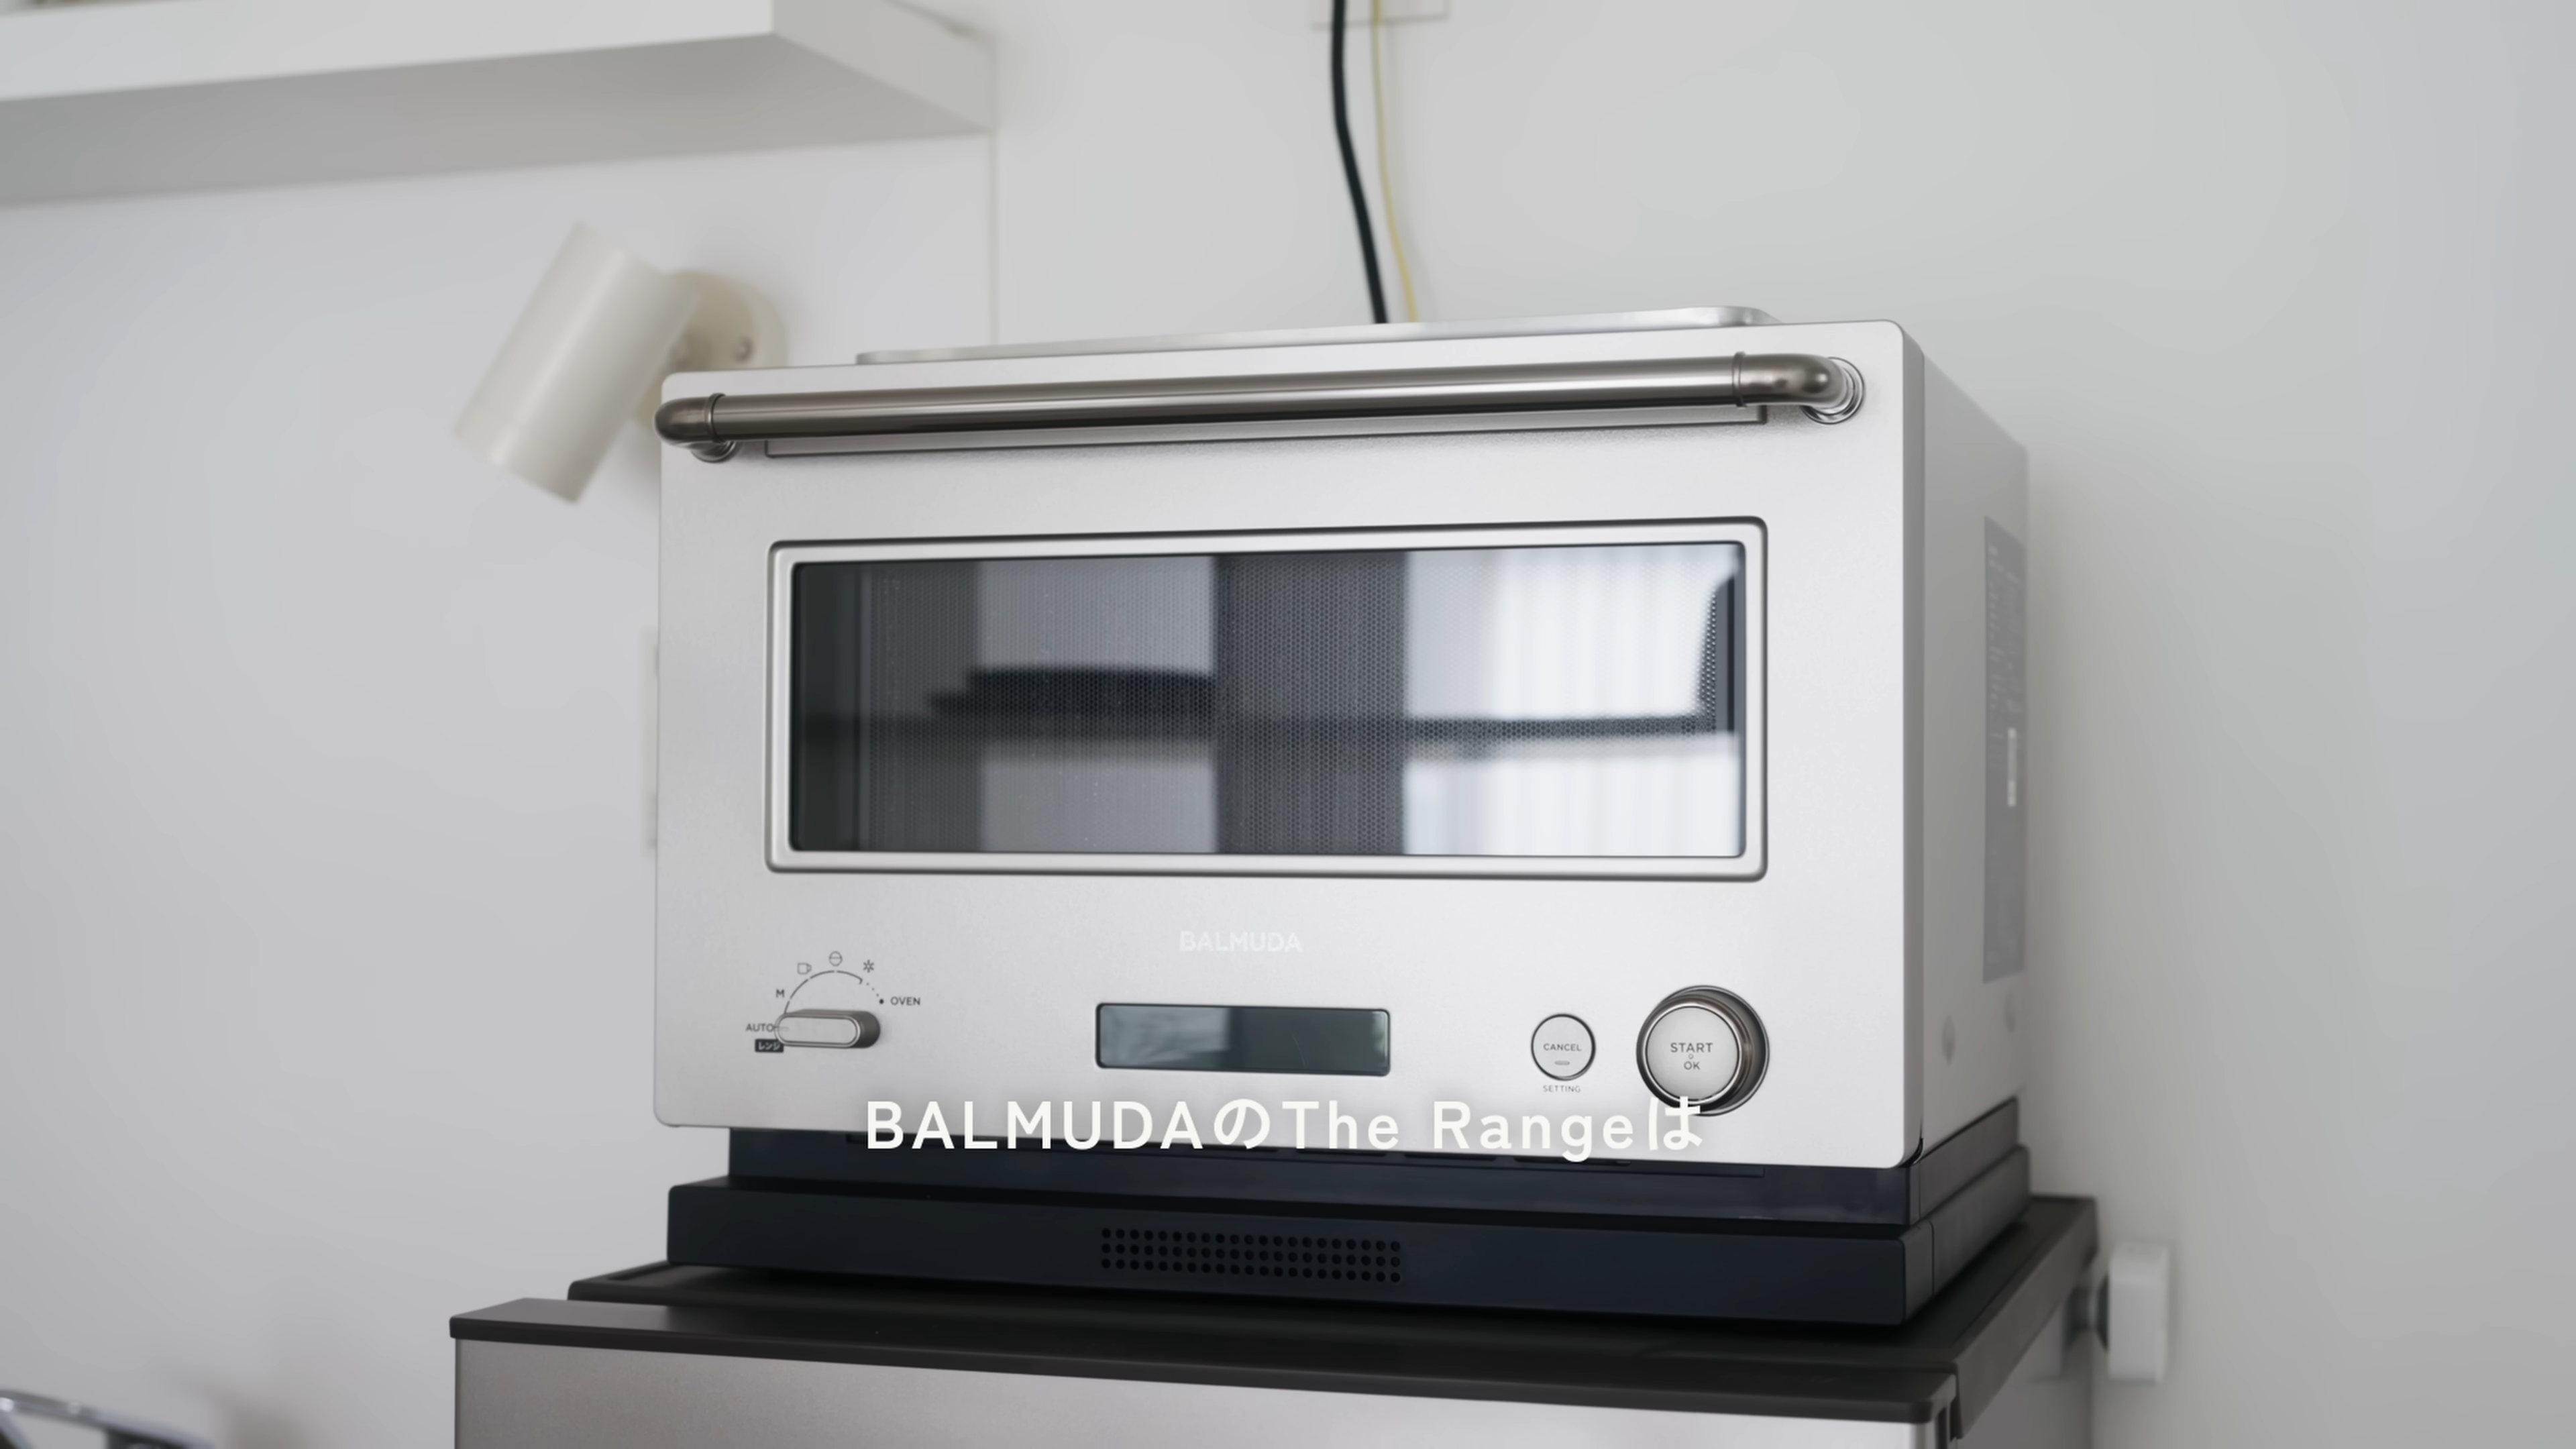 BALMUDA
M
OVEN
AUTO
レンジ
CANCEL
SETTING
START
OK
BALMUDAのThe Rangeは